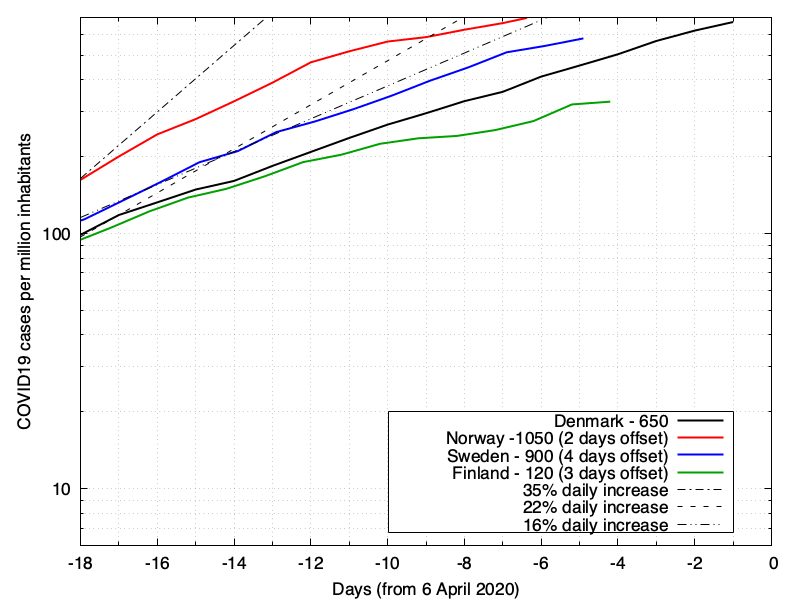 COVID19 cases per million inhabitants
100
10
Denmark - 650
Norway -1050 (2 days offset)
Sweden - 900 (4 days offset)
Finland - 120 (3 days offset)
35% daily increase
22% daily increase
16% daily increase
-18 -16 -14 -12 -10 -8 -6 -4 -2 0
Days (from 6 April 2020)